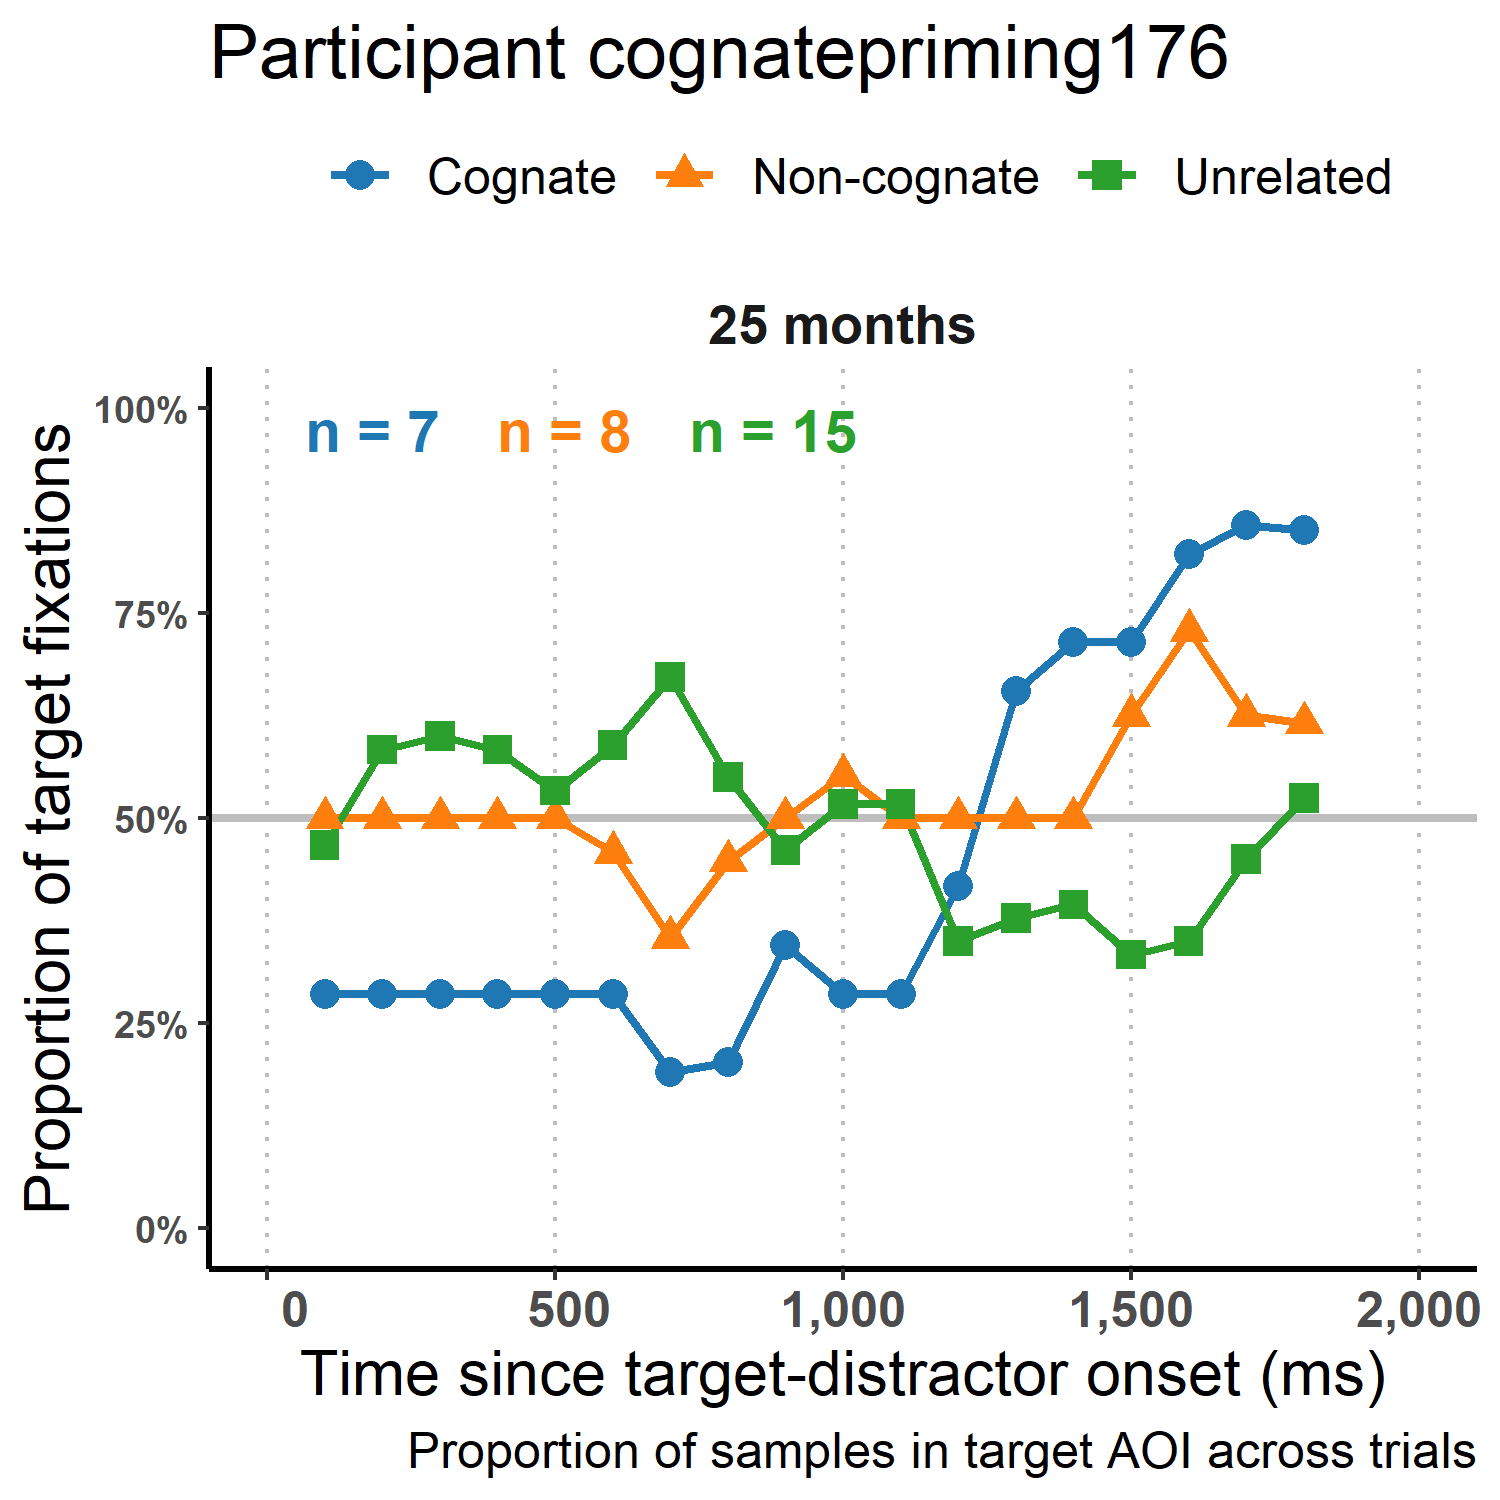 Participant cognatepriming176
Cognate Non-cognate Unrelated
25 months
n = 7 n = 8 n = 15
Proportion of target fixations
100%
75%
50%
25%
0%
0 500 1,000 1,500 2,000
Time since target-distractor onset (ms)
Proportion of samples in target AOI across trials